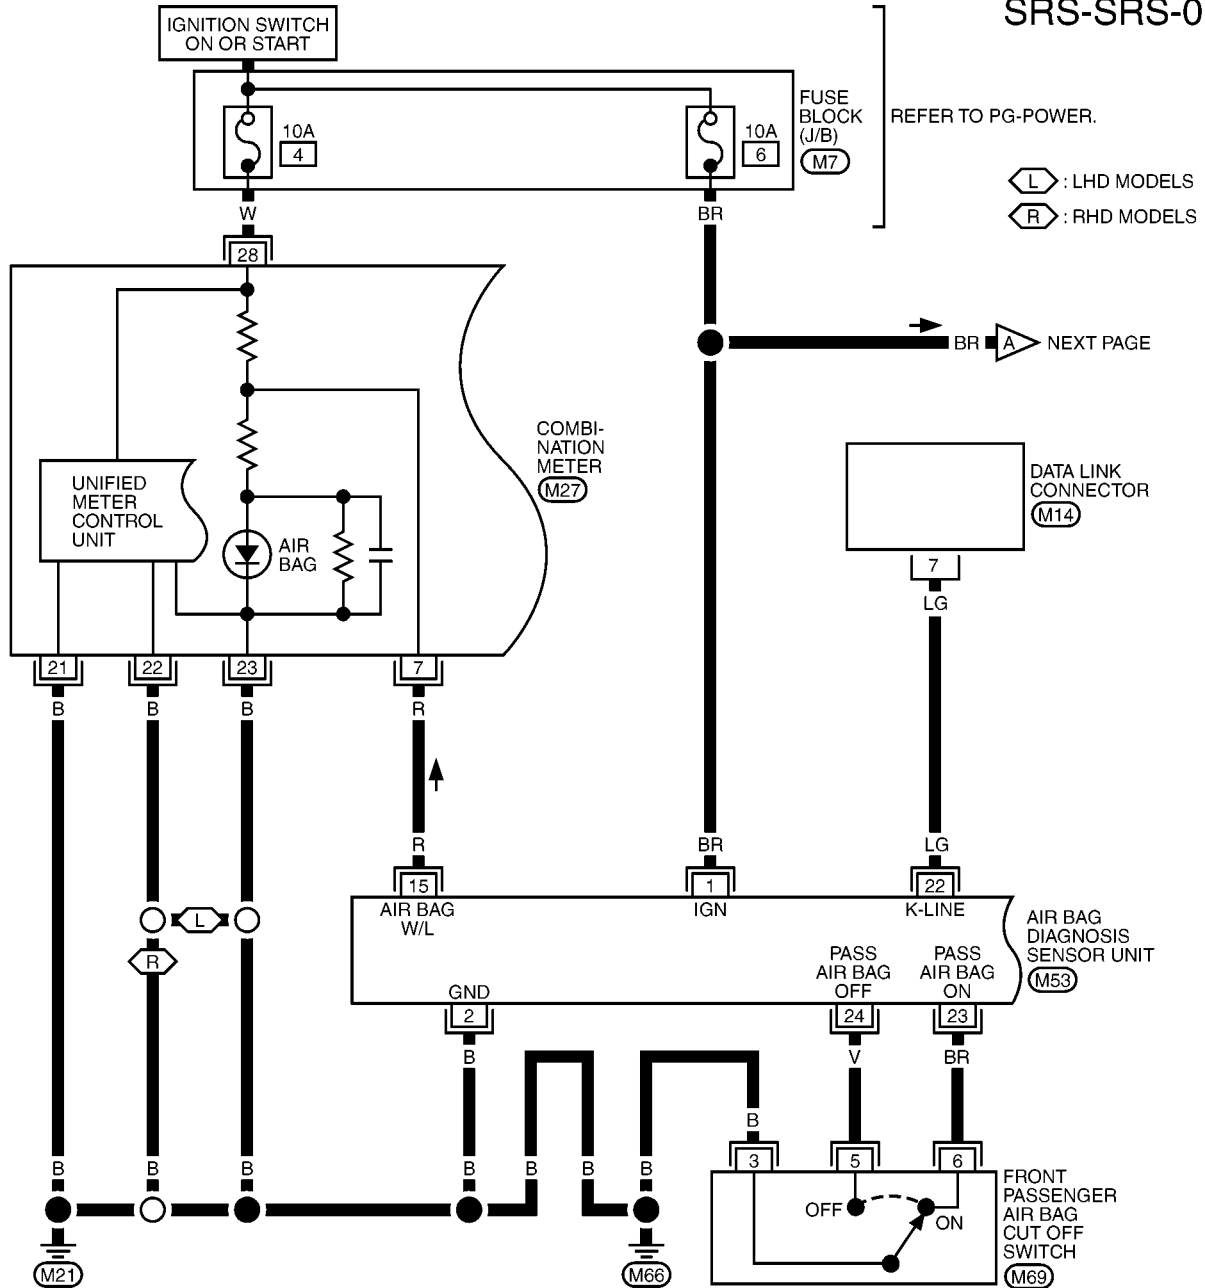 SRS-SRS-0
IGNITION SWITCH
ON OR START
10A
4
10A
6
FUSE
BLOCK
(J/B)
M7
REFER TO PG-POWER.
L : LHD MODELS
R : RHD MODELS
W
BR
28
BR
A
NEXT PAGE
COMBI-
NATION
METER
M27
UNIFIED
METER
CONTROL
UNIT
AIR
BAG
DATA LINK
CONNECTOR
M14
7
LG
21
22
23
7
B
B
B
R
R
BR
LG
15
1
22
AIR BAG
W/L
IGN
K-LINE
L
R
AIR BAG
DIAGNOSIS
SENSOR UNIT
M53
PASS
AIR BAG
OFF
PASS
AIR BAG
ON
GND
2
24
23
B
V
BR
B
3
5
6
B
B
B
B
B
B
B
OFF
ON
FRONT
PASSENGER
AIR BAG
CUT OFF
SWITCH
M69
M21
M66